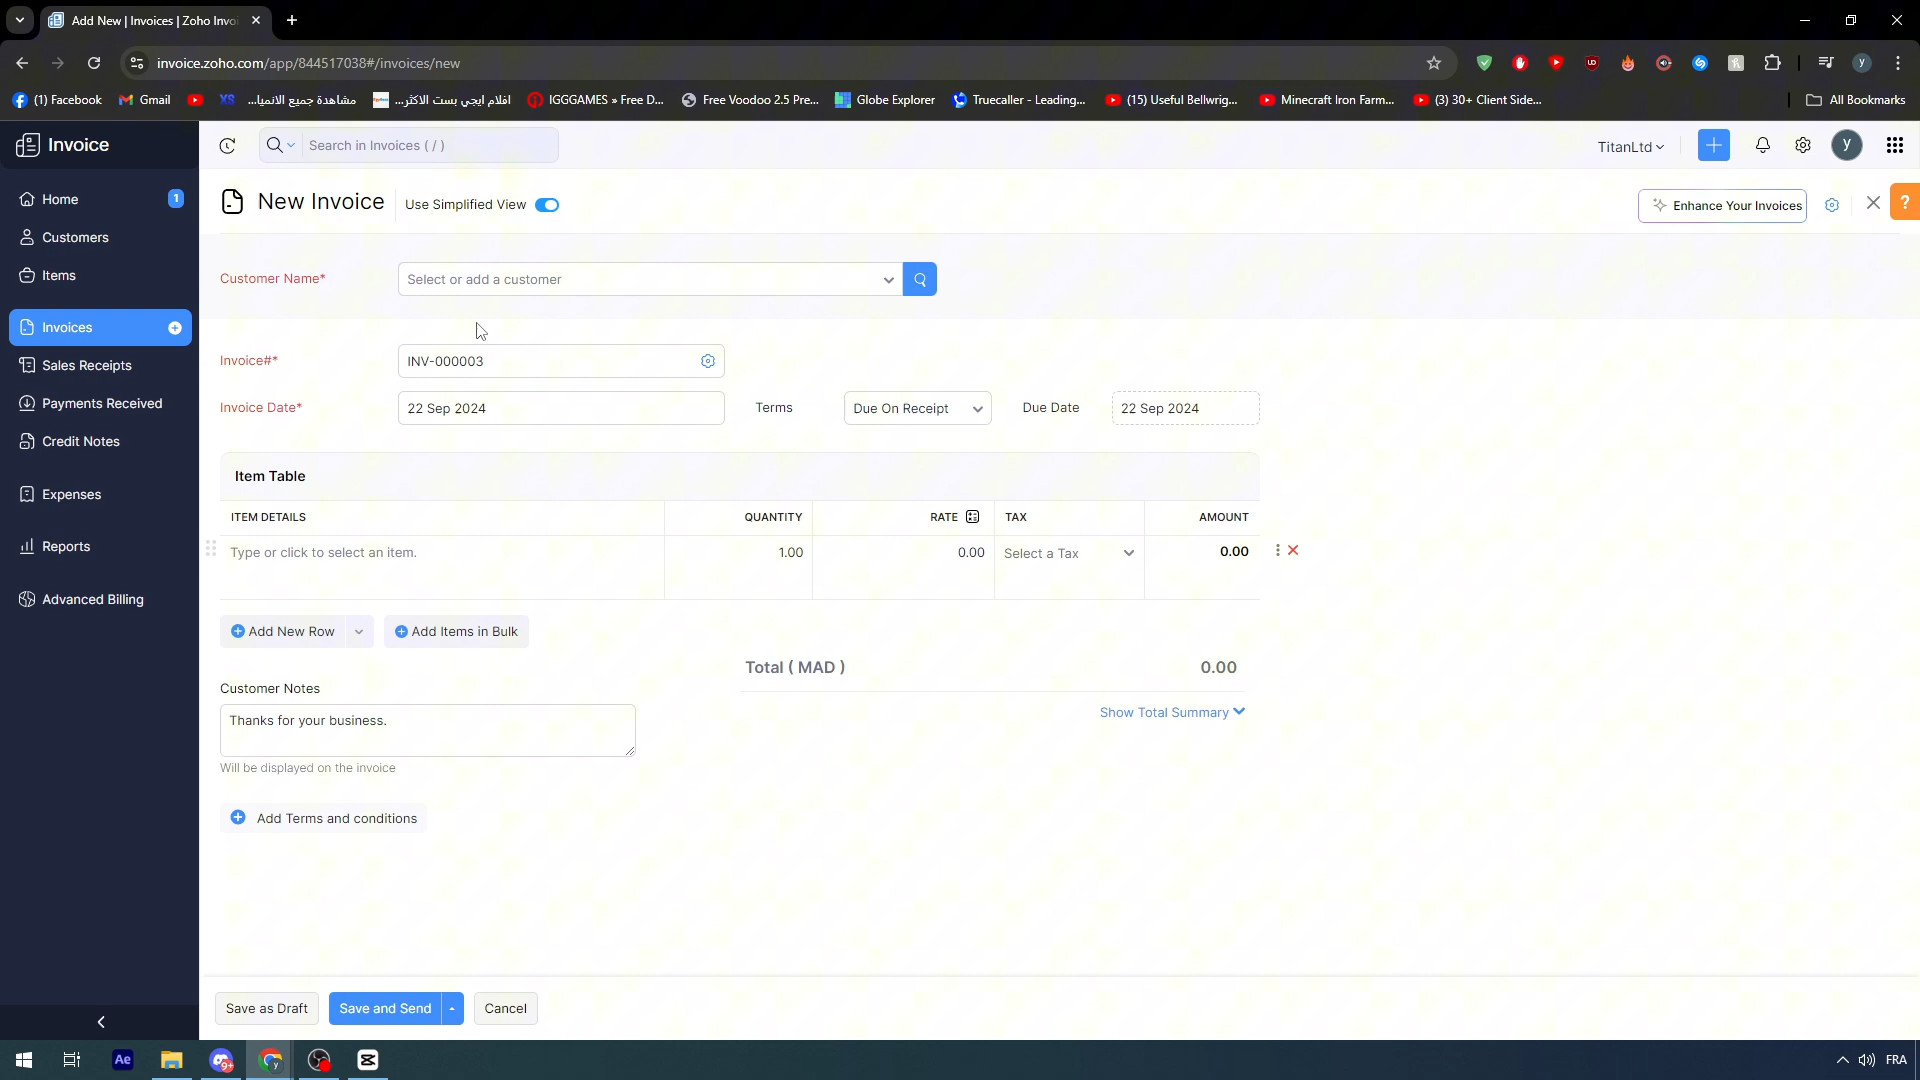 Add New | Invoices | Zoho Invoi
invoice.zoho.com/app/844517038#/invoices/new
(1) Facebook
Gmail
XS
مشاهدة جميع الانميا...
افلام ايجي بست الاكثر...
IGGGAMES » Free D...
Free Voodoo 2.5 Pre...
Globe Explorer
Truecaller - Leading...
(15) Useful Bellwrig...
Minecraft Iron Farm...
(3) 30+ Client Side...
All Bookmarks
Invoice
Search in Invoices ( / )
TitanLtd
y
Home
1
Customers
Items
Invoices
Sales Receipts
Payments Received
Credit Notes
Expenses
Reports
Advanced Billing
New Invoice
Use Simplified View
Enhance Your Invoices
?
Customer Name*
Select or add a customer
Invoice#*
INV-000003
Invoice Date*
22 Sep 2024
Terms
Due On Receipt
Due Date
22 Sep 2024
Item Table
ITEM DETAILS
QUANTITY
RATE
TAX
AMOUNT
Type or click to select an item.
1.00
0.00
Select a Tax
0.00
Add New Row
Add Items in Bulk
Total ( MAD )
0.00
Show Total Summary
Customer Notes
Thanks for your business.
Will be displayed on the invoice
Add Terms and conditions
Save as Draft
Save and Send
Cancel
Ae
9+
y
FRA